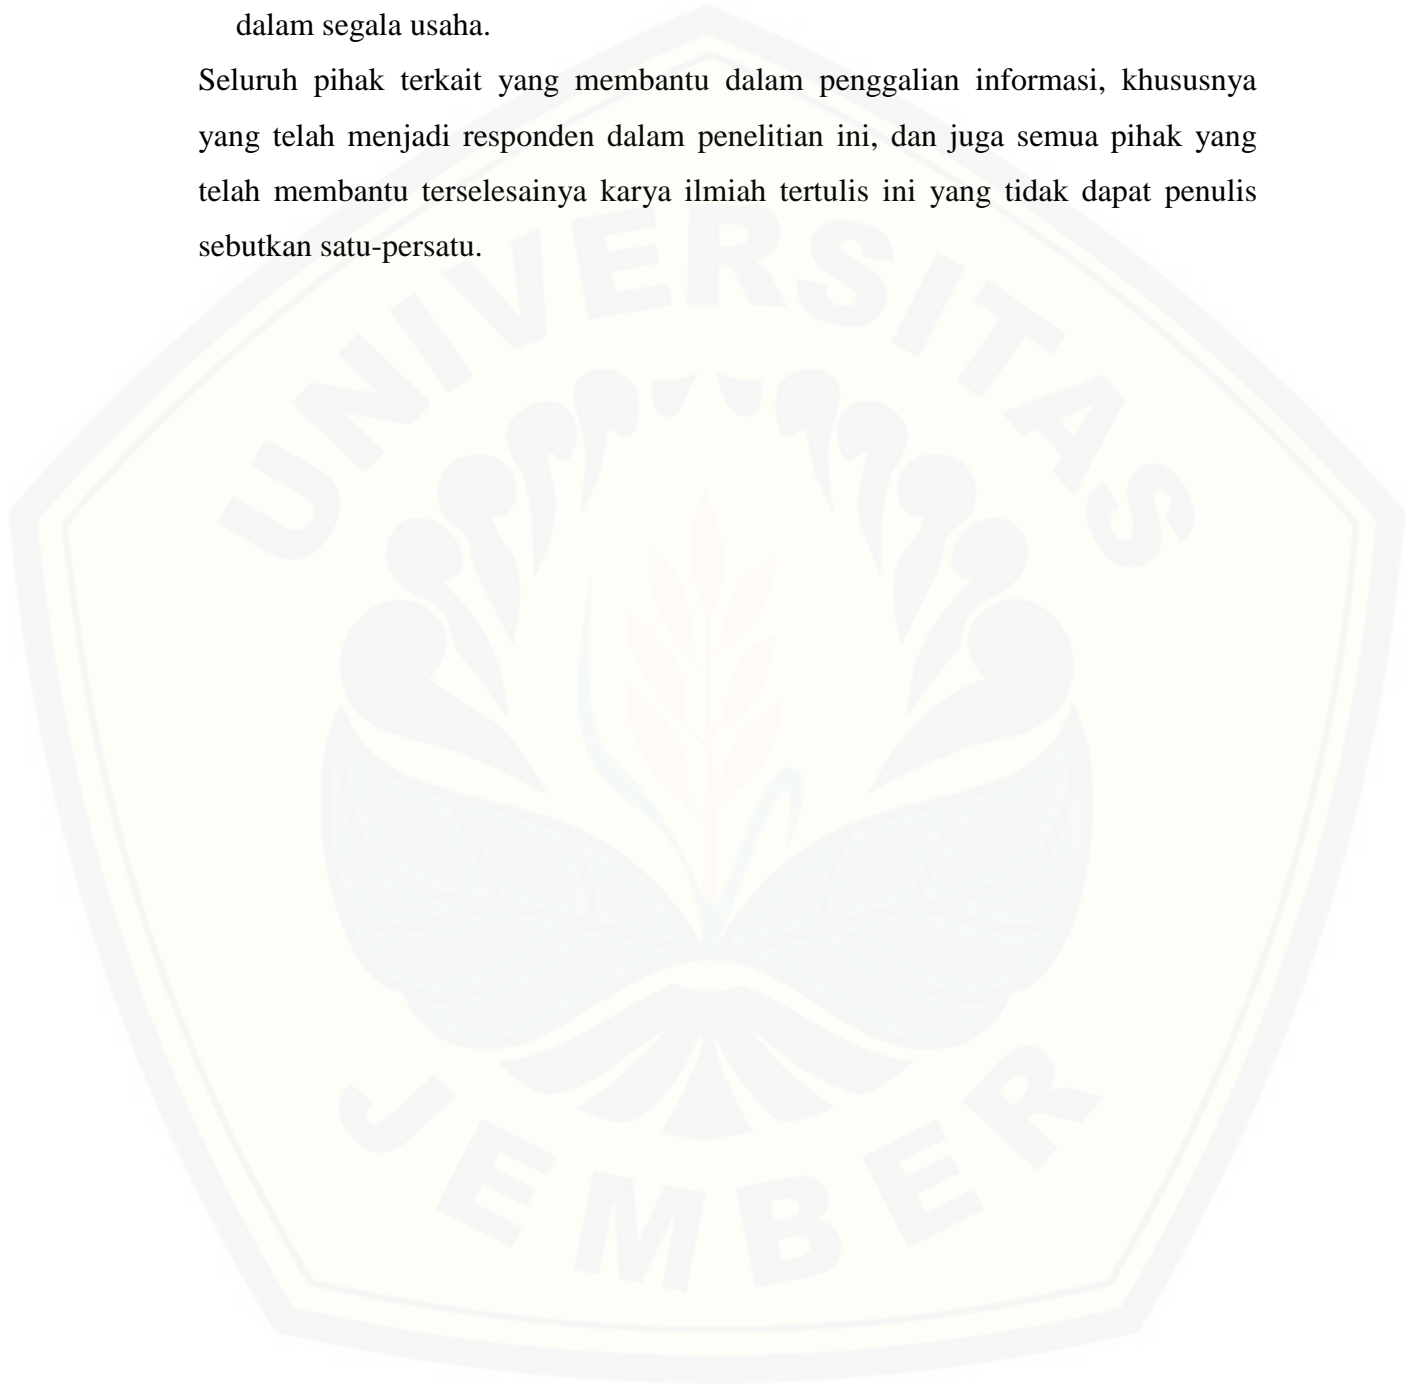 dalam segala usaha.
Seluruh pihak terkait yang membantu dalam penggalian informasi, khususnya
yang telah menjadi responden dalam penelitian ini, dan juga semua pihak yang
telah membantu terselesainya karya ilmiah tertulis ini yang tidak dapat penulis
sebutkan satu-persatu.
UNIVERSITAS
JEMBER